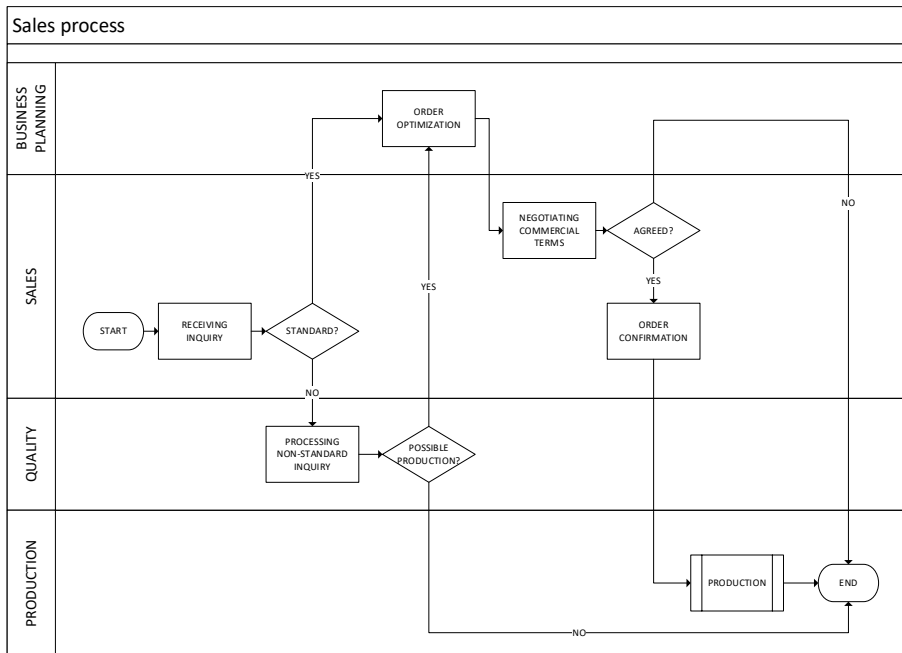 Sales process
BUSINESS
PLANNING
ORDER
OPTIMIZATION
YES
SALES
NEGOTIATING
COMMERCIAL
TERMS
AGREED?
NO
YES
YES
START
RECEIVING
INQUIRY
STANDARD?
ORDER
CONFIRMATION
NO
QUALITY
PROCESSING
NON-STANDARD
INQUIRY
POSSIBLE
PRODUCTION?
PRODUCTION
PRODUCTION
END
NO